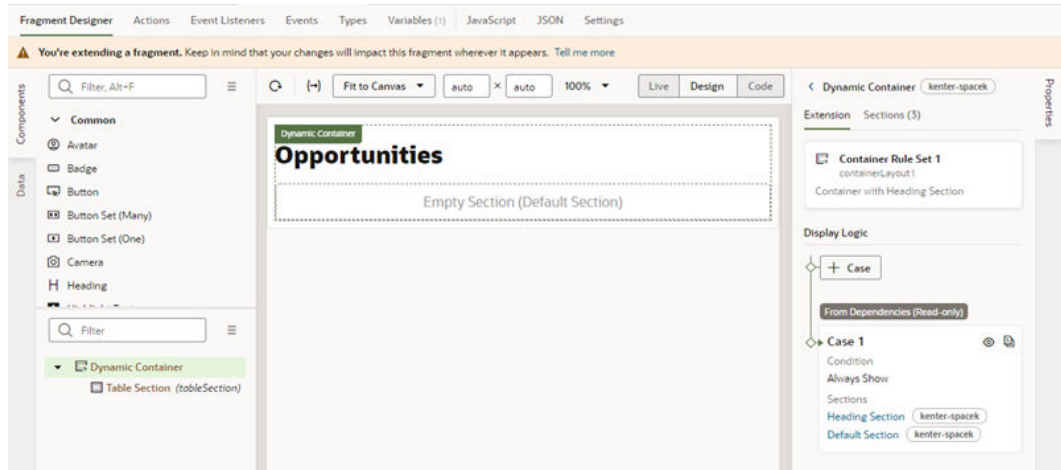 Fragment Designer Actions Event Listeners Events Types Variables (1) JavaScript JSON Settings
You're extending a fragment. Keep in mind that your changes will impact this fragment wherever it appears. Tell me more
Components
Data
Filter, Alt+F
Common
Avatar
Badge
Button
Button Set (Many)
Button Set (One)
Camera
Heading
Filter
Dynamic Container
Table Section (tableSection)
Fit to Canvas auto × auto 100% Live Design Code
Dynamic Container
Opportunities
Empty Section (Default Section)
Dynamic Container kenter-spacek
Extension Sections (3)
Container Rule Set 1
containerLayout1
Container with Heading Section
Display Logic
+ Case
From Dependencies (Read-only)
Case 1
Condition
Always Show
Sections
Heading Section kenter-spacek
Default Section kenter-spacek
Properties